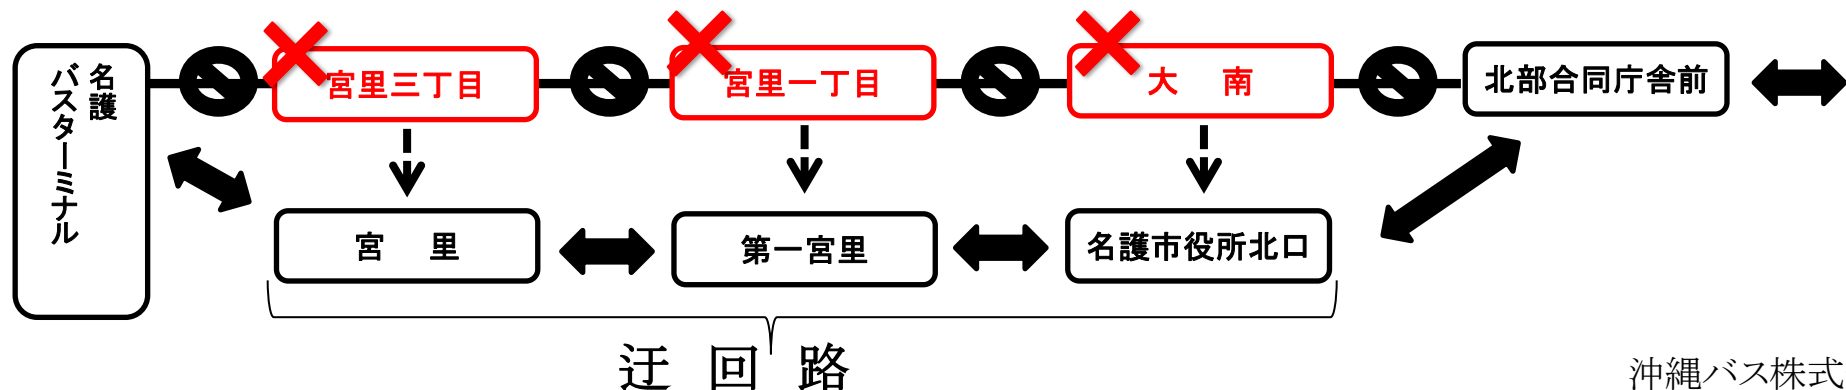 名護
バスターミナル
宮里三丁目
宮里一丁目
大 南
北部合同庁舎前
宮 里
第一宮里
名護市役所北口
迂 回 路
沖縄バス株式